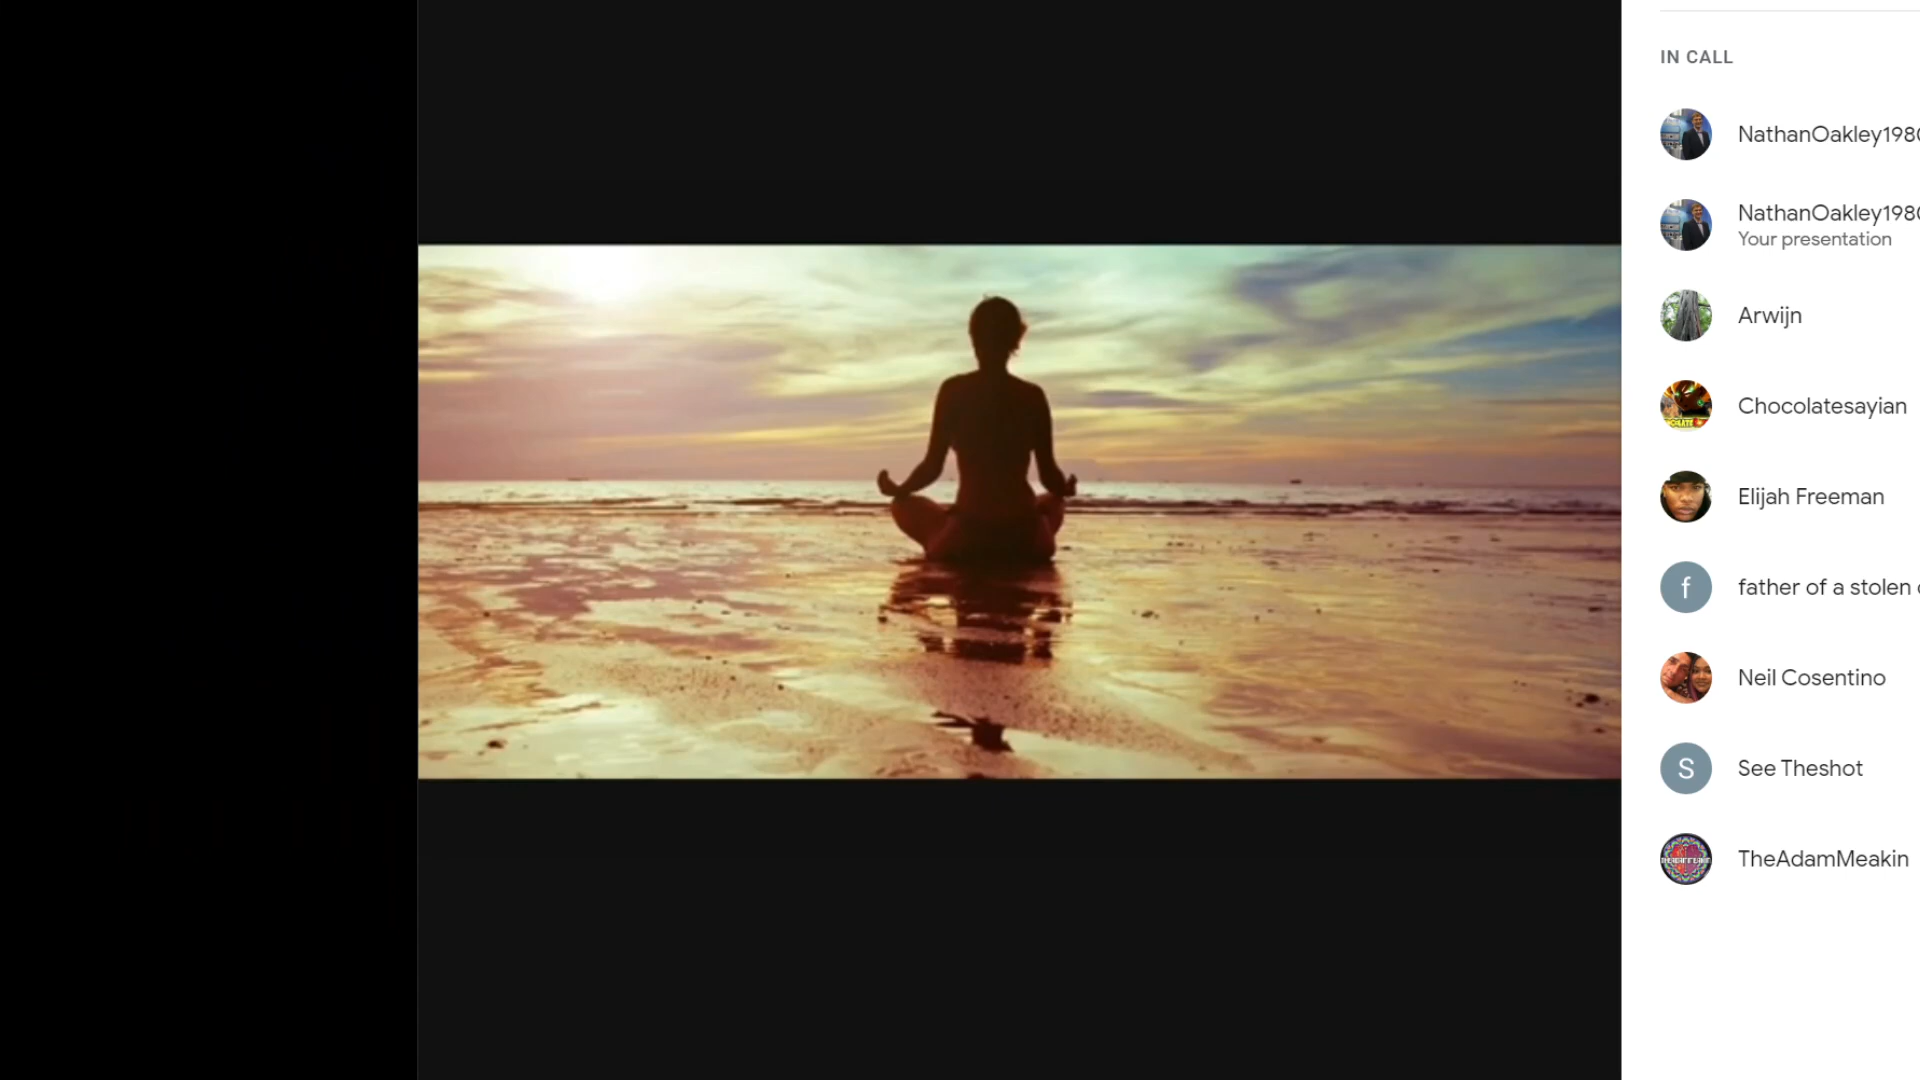 IN CALL
NathanOakley198
NathanOakley198
Your presentation
Arwijn
Chocolatesayian
Elijah Freeman
f
father of a stolen
Neil Cosentino
S
See Theshot
TheAdamMeakin